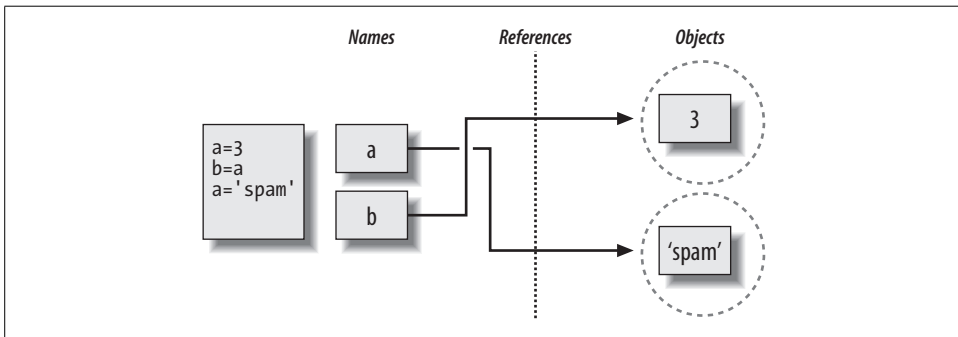 Names References Objects
a=3
b=a
a='spam'
a
b
3
‘spam’